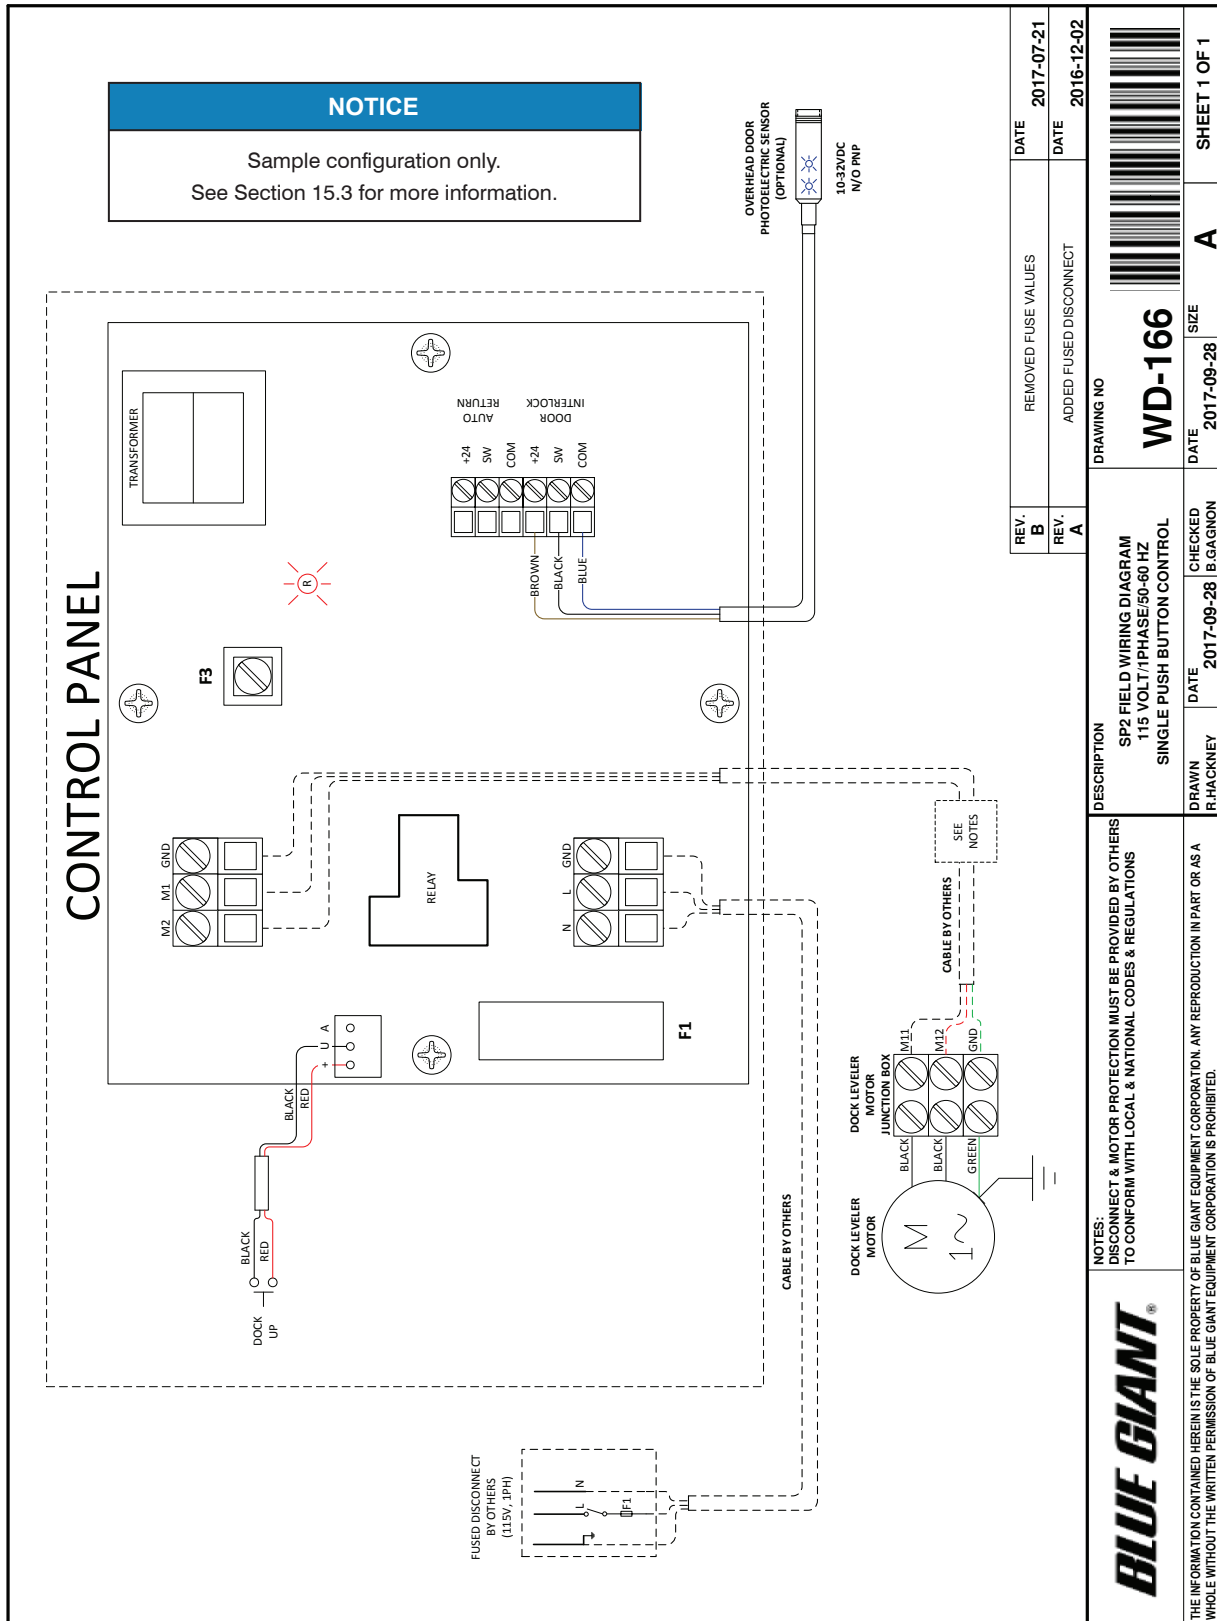 NOTICE
Sample configuration only.
See Section 15.3 for more information.
CONTROL PANEL
TRANSFORMER
R
F3
AUTO
RETURN
DOOR
INTERLOCK
+24
SW
COM
+24
SW
COM
BROWN
BLACK
BLUE
OVERHEAD DOOR
PHOTOELECTRIC SENSOR
(OPTIONAL)
10-32VDC
N/O PNP
M2
M1
GND
RELAY
N
L
GND
F1
+
U
A
BLACK
RED
BLACK
RED
DOCK
UP
CABLE BY OTHERS
SEE
NOTES
CABLE BY OTHERS
DOCK LEVELER
MOTOR
JUNCTION BOX
M11
M12
GND
BLACK
BLACK
GREEN
DOCK LEVELER
MOTOR
M
1~
FUSED DISCONNECT
BY OTHERS
(115V, 1PH)
N
L
F1
REV.
B
REMOVED FUSE VALUES
DATE
2017-07-21
REV.
A
ADDED FUSED DISCONNECT
DATE
2016-12-02
BLUE GIANT®
NOTES:
DISCONNECT & MOTOR PROTECTION MUST BE PROVIDED BY OTHERS
TO CONFORM WITH LOCAL & NATIONAL CODES & REGULATIONS
DESCRIPTION
SP2 FIELD WIRING DIAGRAM
115 VOLT/1PHASE/50-60 HZ
SINGLE PUSH BUTTON CONTROL
DRAWING NO
WD-166
THE INFORMATION CONTAINED HEREIN IS THE SOLE PROPERTY OF BLUE GIANT EQUIPMENT CORPORATION. ANY REPRODUCTION IN PART OR AS A
WHOLE WITHOUT THE WRITTEN PERMISSION OF BLUE GIANT EQUIPMENT CORPORATION IS PROHIBITED.
DRAWN
R.HACKNEY
DATE
2017-09-28
CHECKED
B.GAGNON
DATE
2017-09-28
SIZE
A
SHEET 1 OF 1